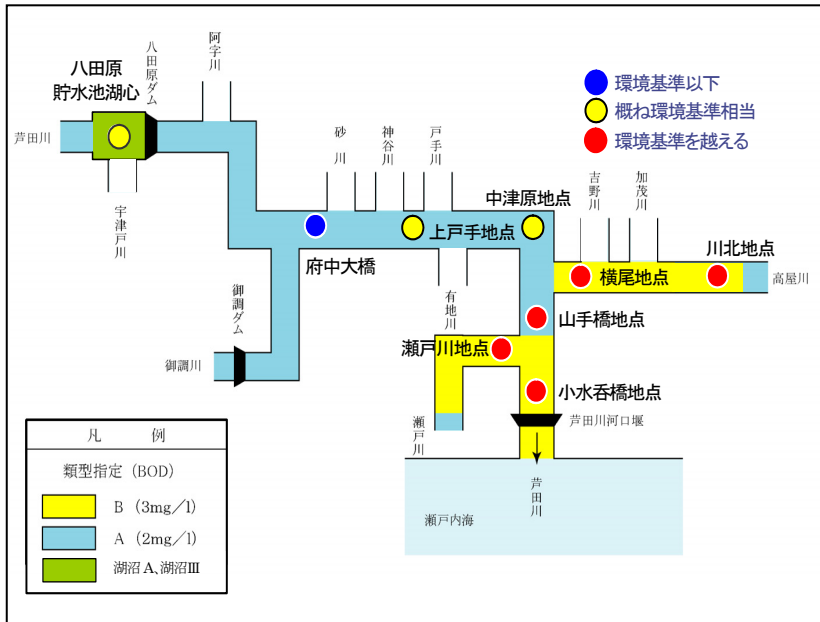 八田原
貯水池湖心
八田原ダム
阿字川
芦田川
宇津戸川
環境基準以下
概ね環境基準相当
環境基準を越える
砂川
神谷川
戸手川
中津原地点
吉野川
加茂川
川北地点
上戸手地点
府中大橋
横尾地点
高屋川
御調ダム
有地川
山手橋地点
瀬戸川地点
御調川
小水呑橋地点
芦田川河口堰
瀬戸川
芦田川
瀬戸内海
凡 例
類型指定(BOD)
B(3mg/l)
A(2mg/l)
湖沼A、湖沼Ⅲ